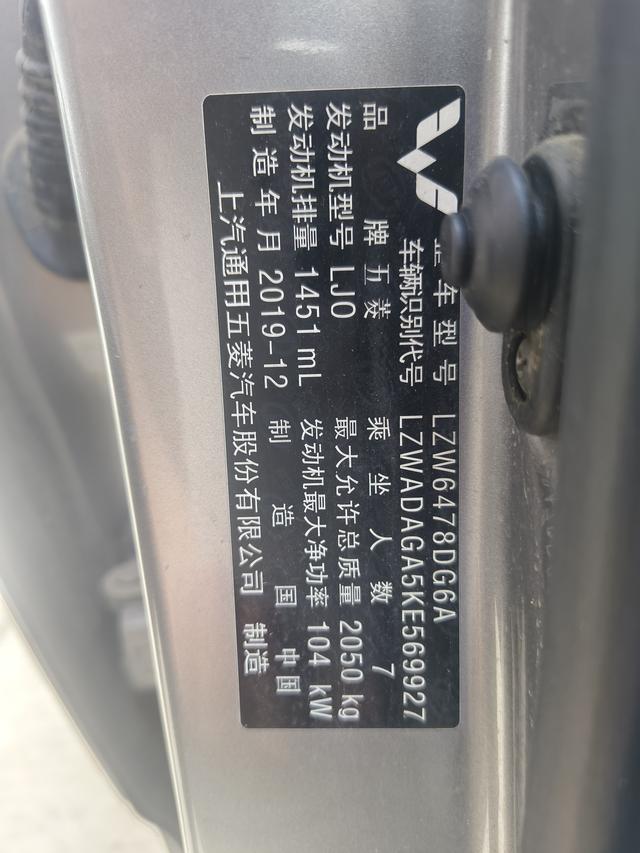 整车型号 LZW6478DG6A
车辆识别代号 LZWADAGA5KE569927
品牌 五菱 乘坐人数 7
发动机型号 LJO 最大允许总质量 2050 kg
发动机排量 1451 mL 发动机最大净功率 104 kW
制造年月 2019-12 制造国 中国
上汽通用五菱汽车股份有限公司 制造